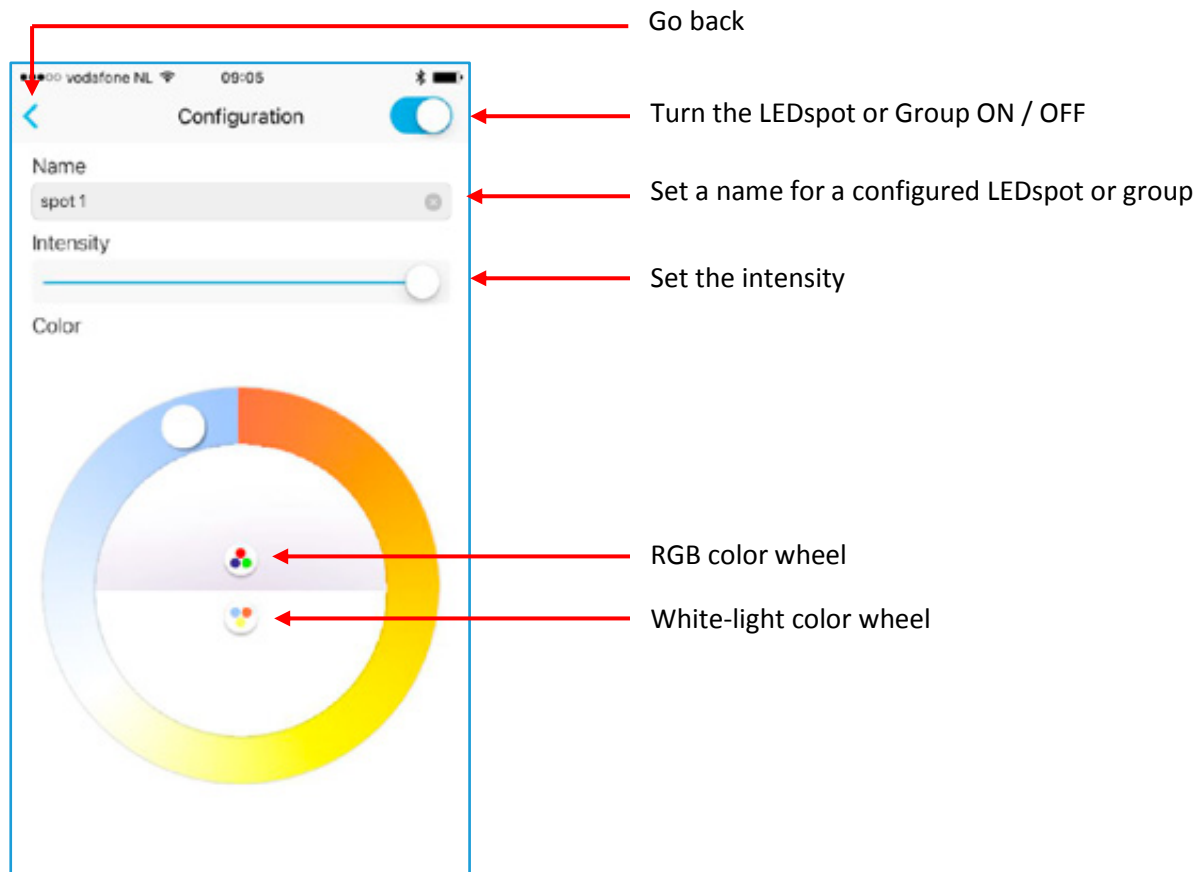 Go back
vodafone NL 09:05
Configuration
Turn the LEDspot or Group ON / OFF
Name
spot 1
Set a name for a configured LEDspot or group
Intensity
Set the intensity
Color
RGB color wheel
White-light color wheel